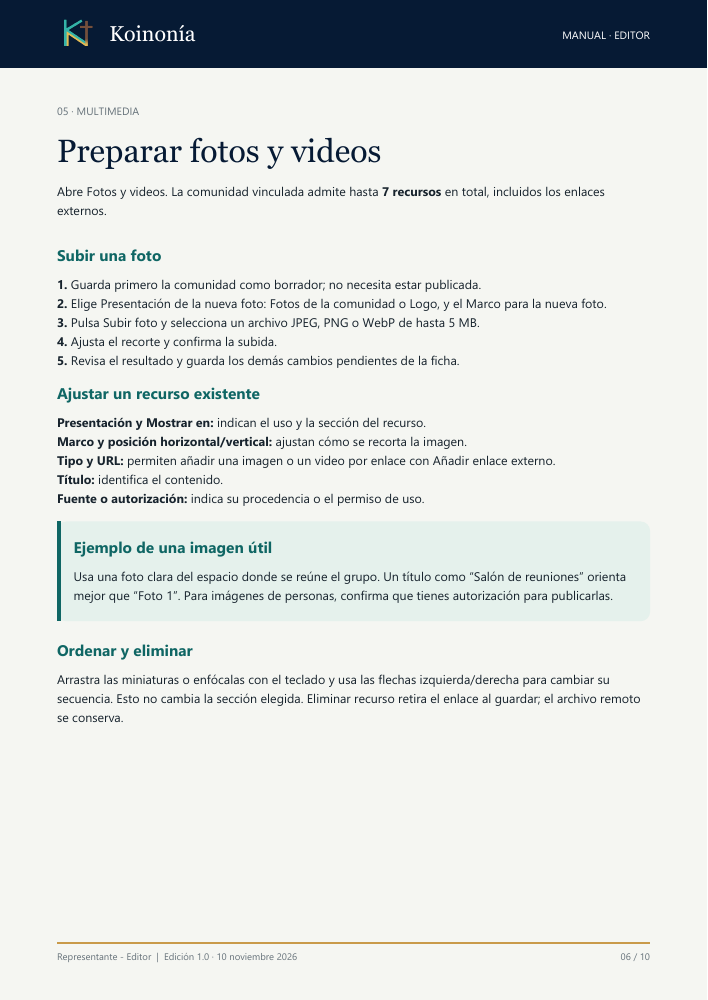 Koinonía
MANUAL · EDITOR
05 · MULTIMEDIA
Preparar fotos y videos
Abre Fotos y videos. La comunidad vinculada admite hasta 7 recursos en total, incluidos los enlaces
externos.
Subir una foto
1. Guarda primero la comunidad como borrador; no necesita estar publicada.
2. Elige Presentación de la nueva foto: Fotos de la comunidad o Logo, y el Marco para la nueva foto.
3. Pulsa Subir foto y selecciona un archivo JPEG, PNG o WebP de hasta 5 MB.
4. Ajusta el recorte y confirma la subida.
5. Revisa el resultado y guarda los demás cambios pendientes de la ficha.
Ajustar un recurso existente
Presentación y Mostrar en: indican el uso y la sección del recurso.
Marco y posición horizontal/vertical: ajustan cómo se recorta la imagen.
Tipo y URL: permiten añadir una imagen o un video por enlace con Añadir enlace externo.
Título: identifica el contenido.
Fuente o autorización: indica su procedencia o el permiso de uso.
Ejemplo de una imagen útil
Usa una foto clara del espacio donde se reúne el grupo. Un título como “Salón de reuniones” orienta
mejor que “Foto 1”. Para imágenes de personas, confirma que tienes autorización para publicarlas.
Ordenar y eliminar
Arrastra las miniaturas o enfócalas con el teclado y usa las flechas izquierda/derecha para cambiar su
secuencia. Esto no cambia la sección elegida. Eliminar recurso retira el enlace al guardar; el archivo remoto
se conserva.
Representante - Editor | Edición 1.0 · 10 noviembre 2026
06 / 10